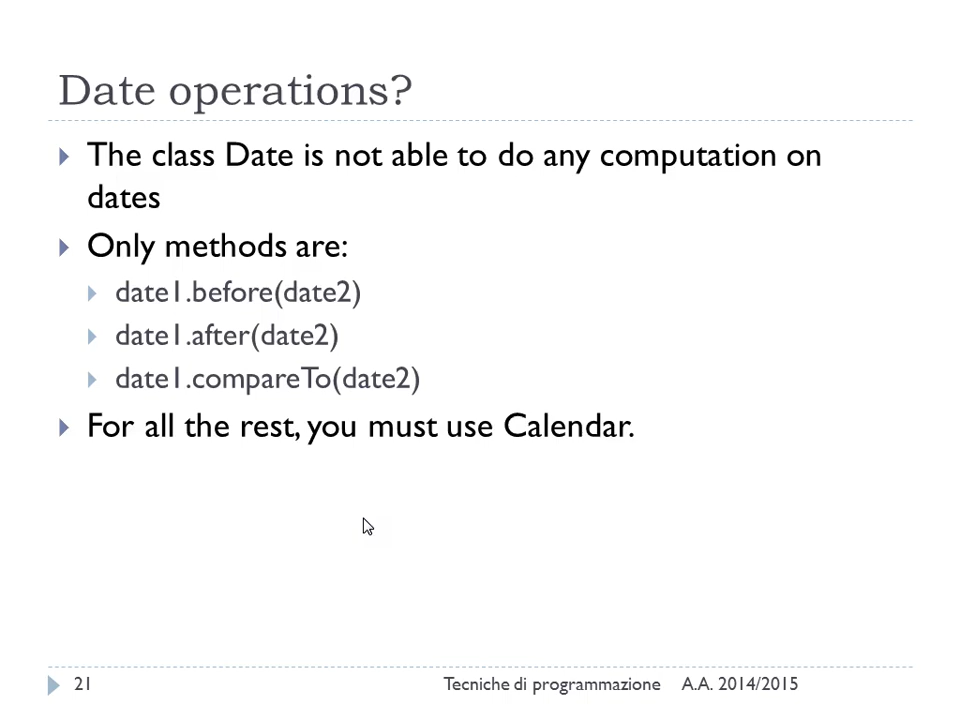 Date operations?
The class Date is not able to do any computation on
dates
Only methods are:
date1.before(date2)
date1.after(date2)
date1.compareTo(date2)
For all the rest, you must use Calendar.
21 Tecniche di programmazione A.A. 2014/2015